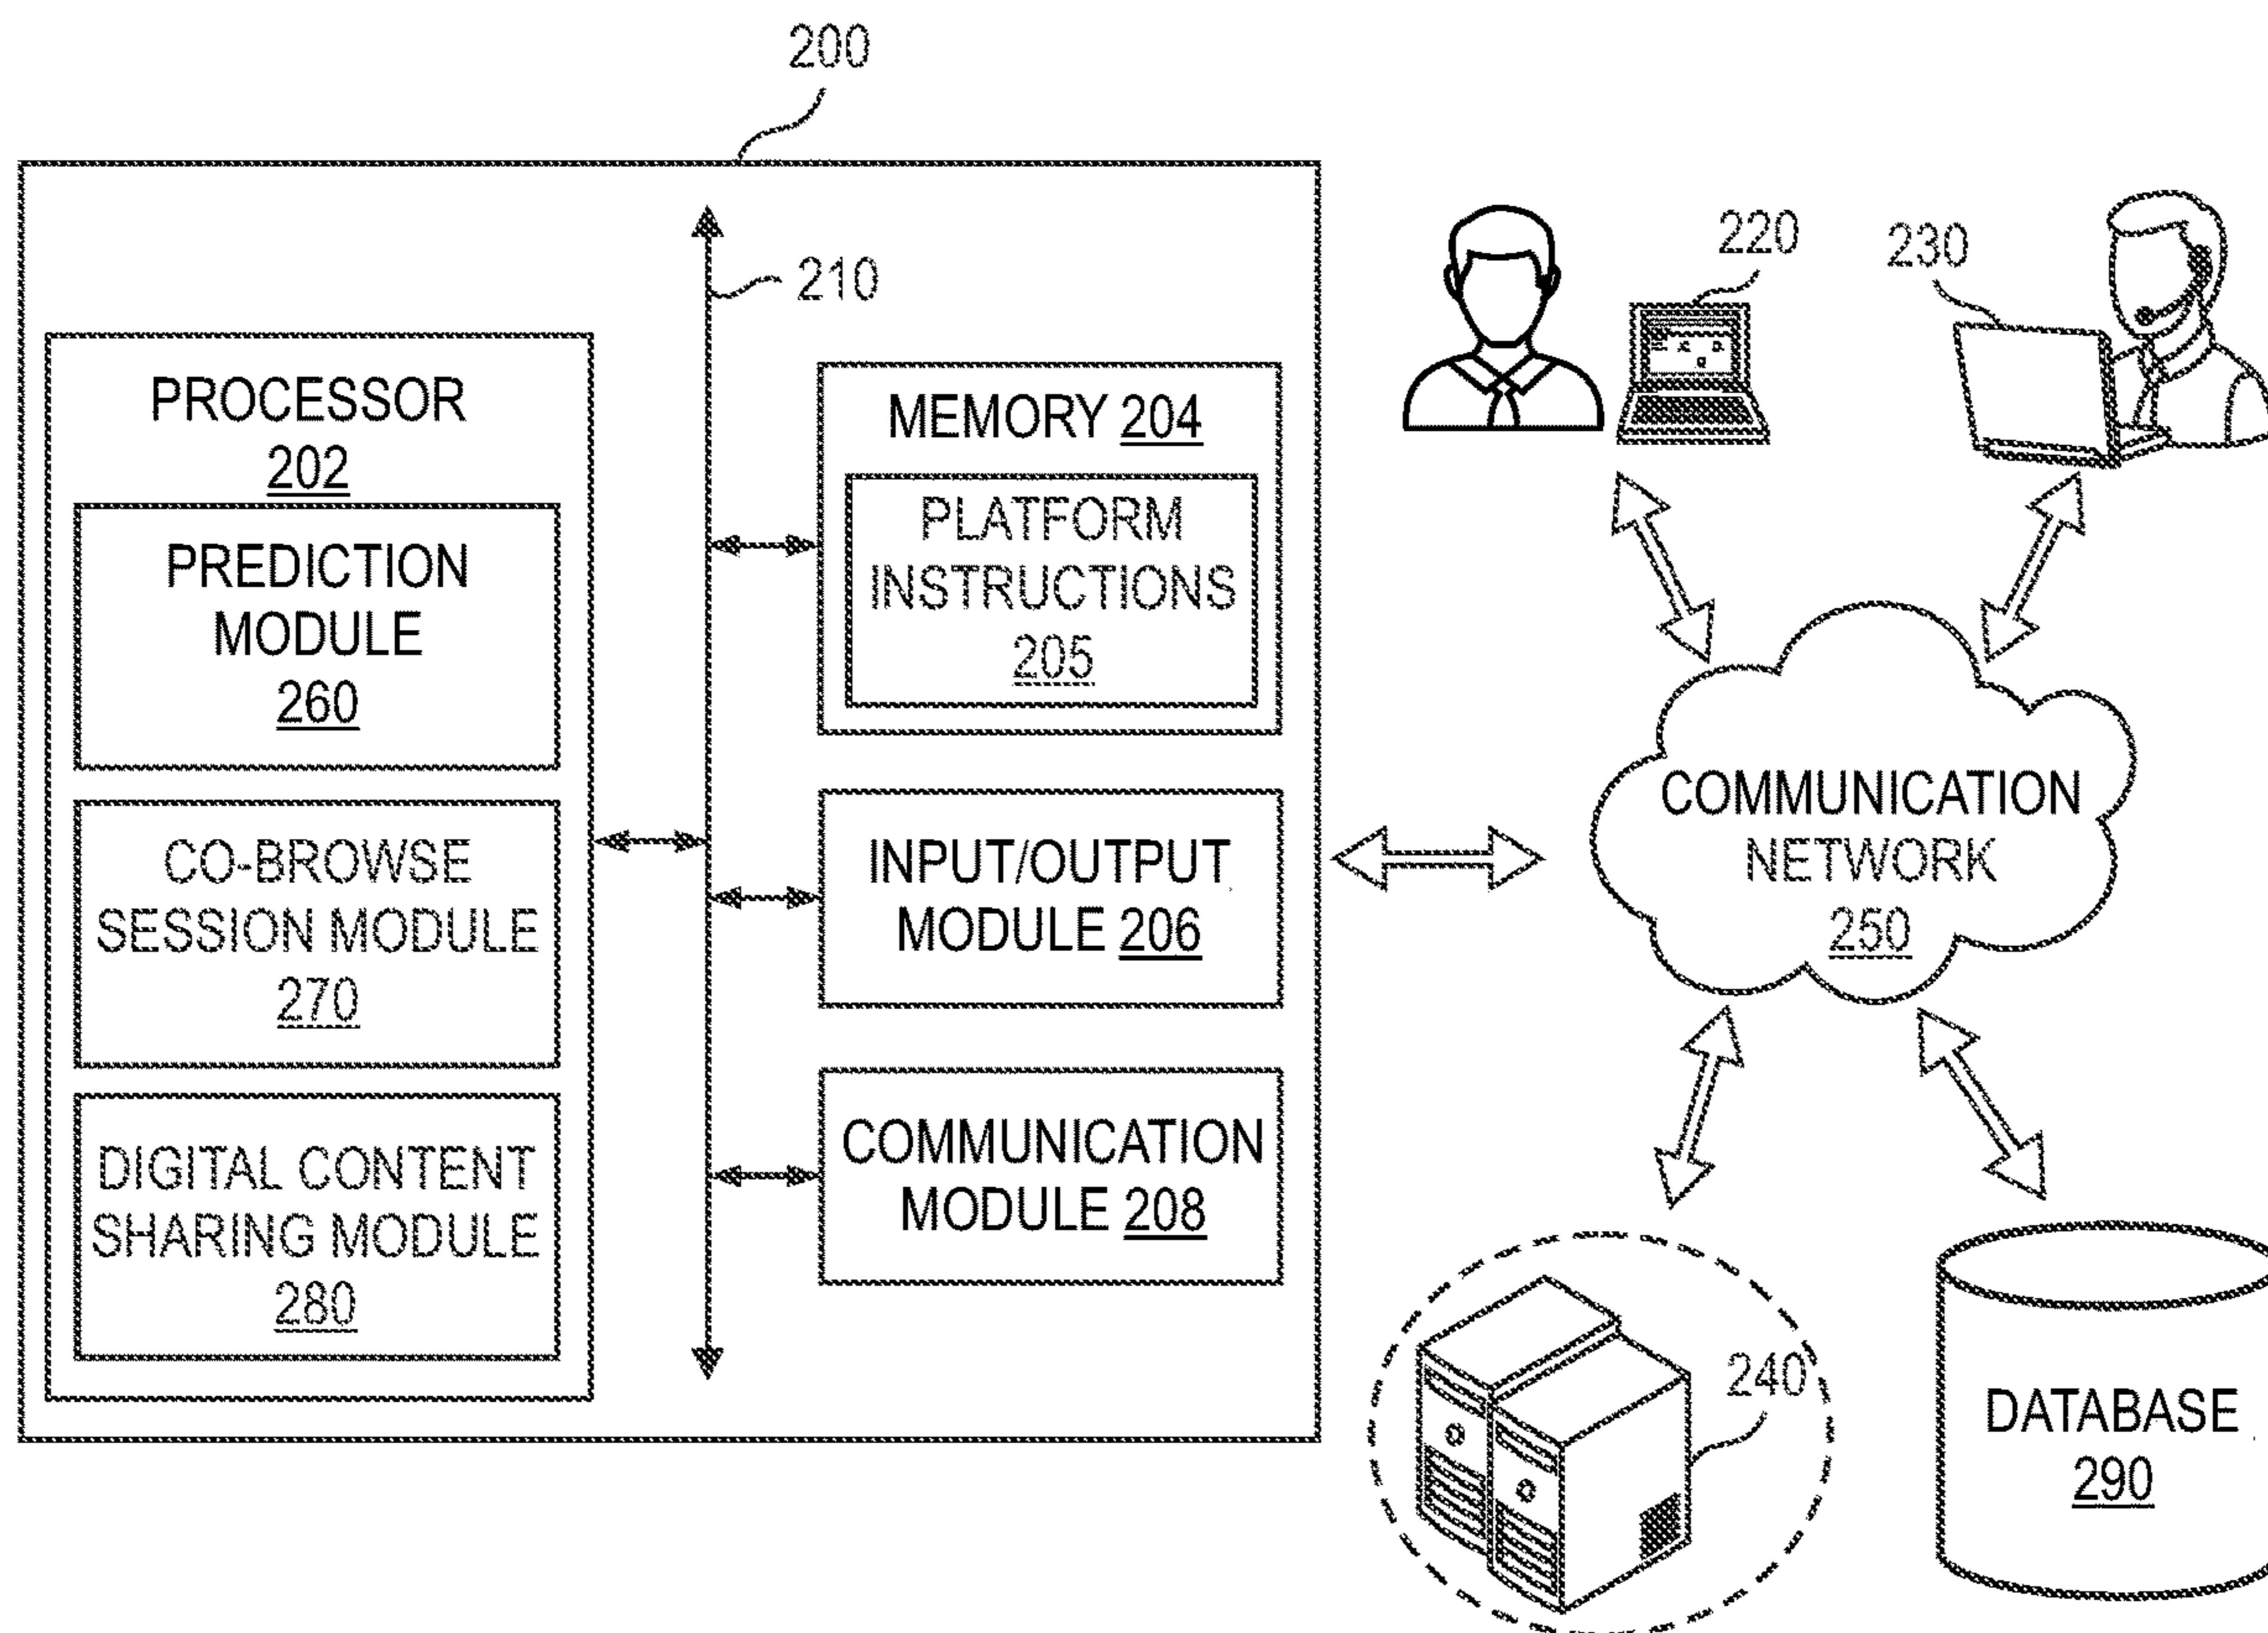 200
210
PROCESSOR
202
PREDICTION
MODULE
260
CO-BROWSE
SESSION MODULE
270
DIGITAL CONTENT
SHARING MODULE
280
MEMORY 204
PLATFORM
INSTRUCTIONS
205
INPUT/OUTPUT
MODULE 206
COMMUNICATION
MODULE 208
220
230
COMMUNICATION
NETWORK
250
240
DATABASE
290